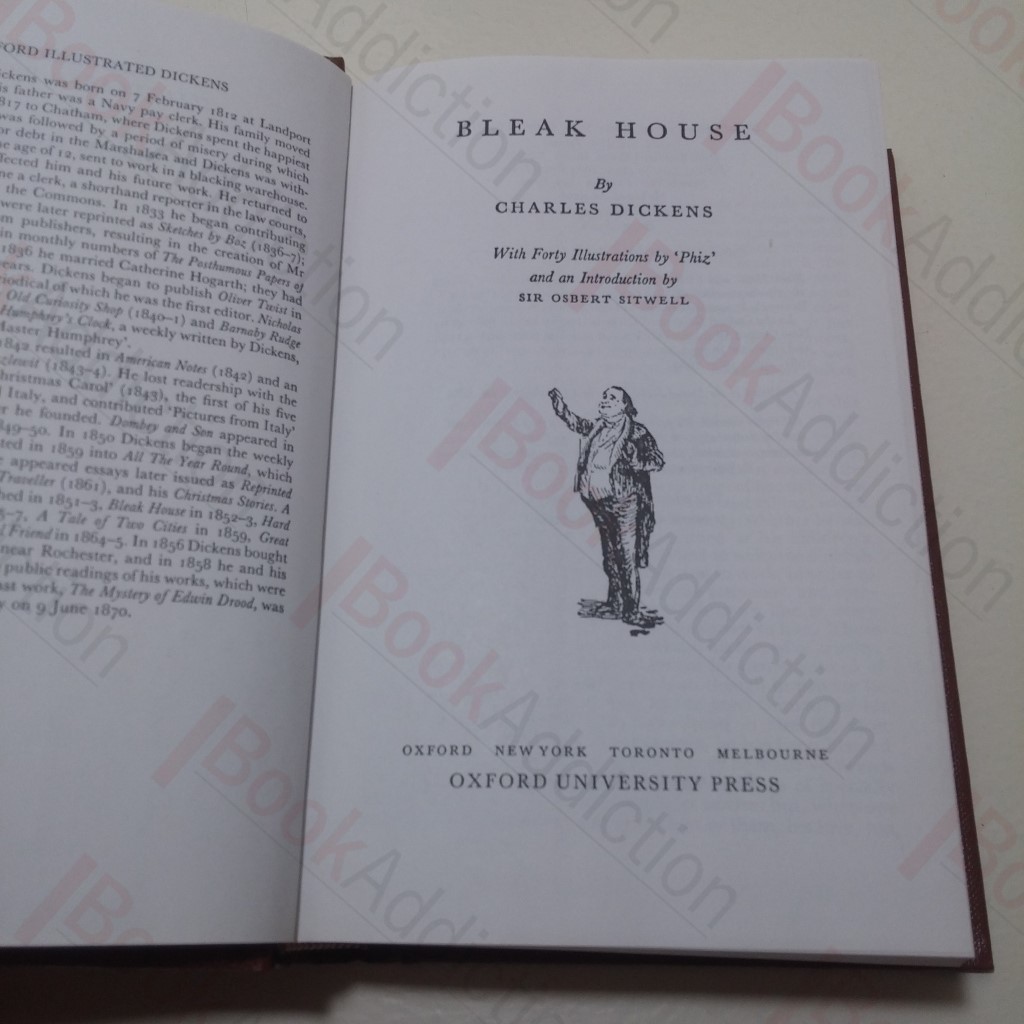 FORD ILLUSTRATED DICKENS
ickens was born on 7 February 1812 at Landport
is father was a Navy pay clerk. His family moved
817 to Chatham, where Dickens spent the happiest
was followed by a period of misery during which
or debt in the Marshalsea and Dickens was with-
he age of 12, sent to work in a blacking warehouse.
fected him and his future work. He returned to
me a clerk, a shorthand reporter in the law courts,
the Commons. In 1833 he began contributing
were later reprinted as Sketches by Boz (1836–7);
om publishers, resulting in the creation of Mr
in monthly numbers of The Posthumous Papers of
1836 he married Catherine Hogarth; they had
years. Dickens began to publish Oliver Twist in
riodical of which he was the first editor. Nicholas
Old Curiosity Shop (1840–1) and Barnaby Rudge
Humphrey's Clock, a weekly written by Dickens,
Master Humphrey'.
1842 resulted in American Notes (1842) and an
zlewit (1843–4). He lost readership with the
hristmas Carol' (1843), the first of his five
d Italy, and contributed 'Pictures from Italy'
er he founded. Dombey and Son appeared in
849–50. In 1850 Dickens began the weekly
ted in 1859 into All The Year Round, which
e appeared essays later issued as Reprinted
Traveller (1861), and his Christmas Stories. A
hed in 1851–3, Bleak House in 1852–3, Hard
5–7, A Tale of Two Cities in 1859, Great
l Friend in 1864–5. In 1856 Dickens bought
near Rochester, and in 1858 he and his
public readings of his works, which were
ast work, The Mystery of Edwin Drood, was
y on 9 June 1870.
BLEAK HOUSE
By
CHARLES DICKENS
With Forty Illustrations by 'Phiz'
and an Introduction by
SIR OSBERT SITWELL
OXFORD NEW YORK TORONTO MELBOURNE
OXFORD UNIVERSITY PRESS
BookAddiction